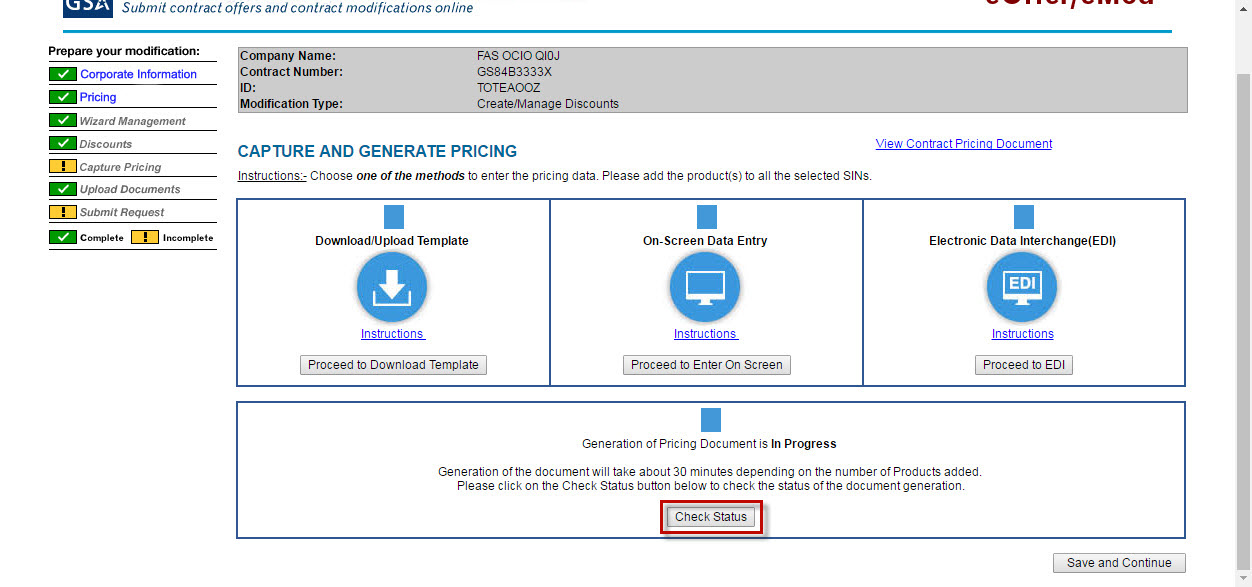 GSA Submit contract offers and contract modifications online
eOffer/eMod
Prepare your modification:
Corporate Information
Pricing
Wizard Management
Discounts
! Capture Pricing
Upload Documents
! Submit Request
Complete ! Incomplete
Company Name: FAS OCIO QI0J
Contract Number: GS84B3333X
ID: TOTEAOOZ
Modification Type: Create/Manage Discounts
View Contract Pricing Document
CAPTURE AND GENERATE PRICING
Instructions:- Choose one of the methods to enter the pricing data. Please add the product(s) to all the selected SINs.
Download/Upload Template
Instructions
Proceed to Download Template
On-Screen Data Entry
Instructions
Proceed to Enter On Screen
Electronic Data Interchange(EDI)
EDI
Instructions
Proceed to EDI
Generation of Pricing Document is In Progress
Generation of the document will take about 30 minutes depending on the number of Products added.
Please click on the Check Status button below to check the status of the document generation.
Check Status
Save and Continue